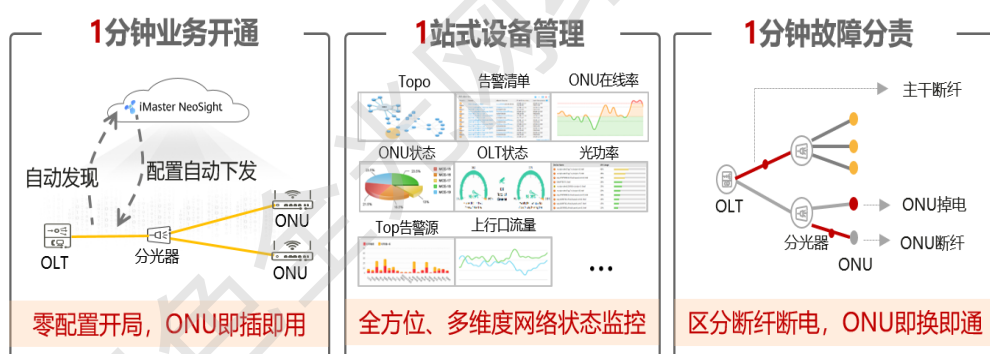 1分钟业务开通
iMaster NeoSight
自动发现
配置自动下发
ONU
OLT
分光器
ONU
零配置开局，ONU即插即用
1站式设备管理
Topo
告警清单
ONU在线率
ONU状态
OLT状态
光功率
Top告警源
上行口流量
...
全方位、多维度网络状态监控
1分钟故障分责
主干断纤
OLT
ONU掉电
分光器
ONU断纤
ONU
区分断纤断电，ONU即换即通